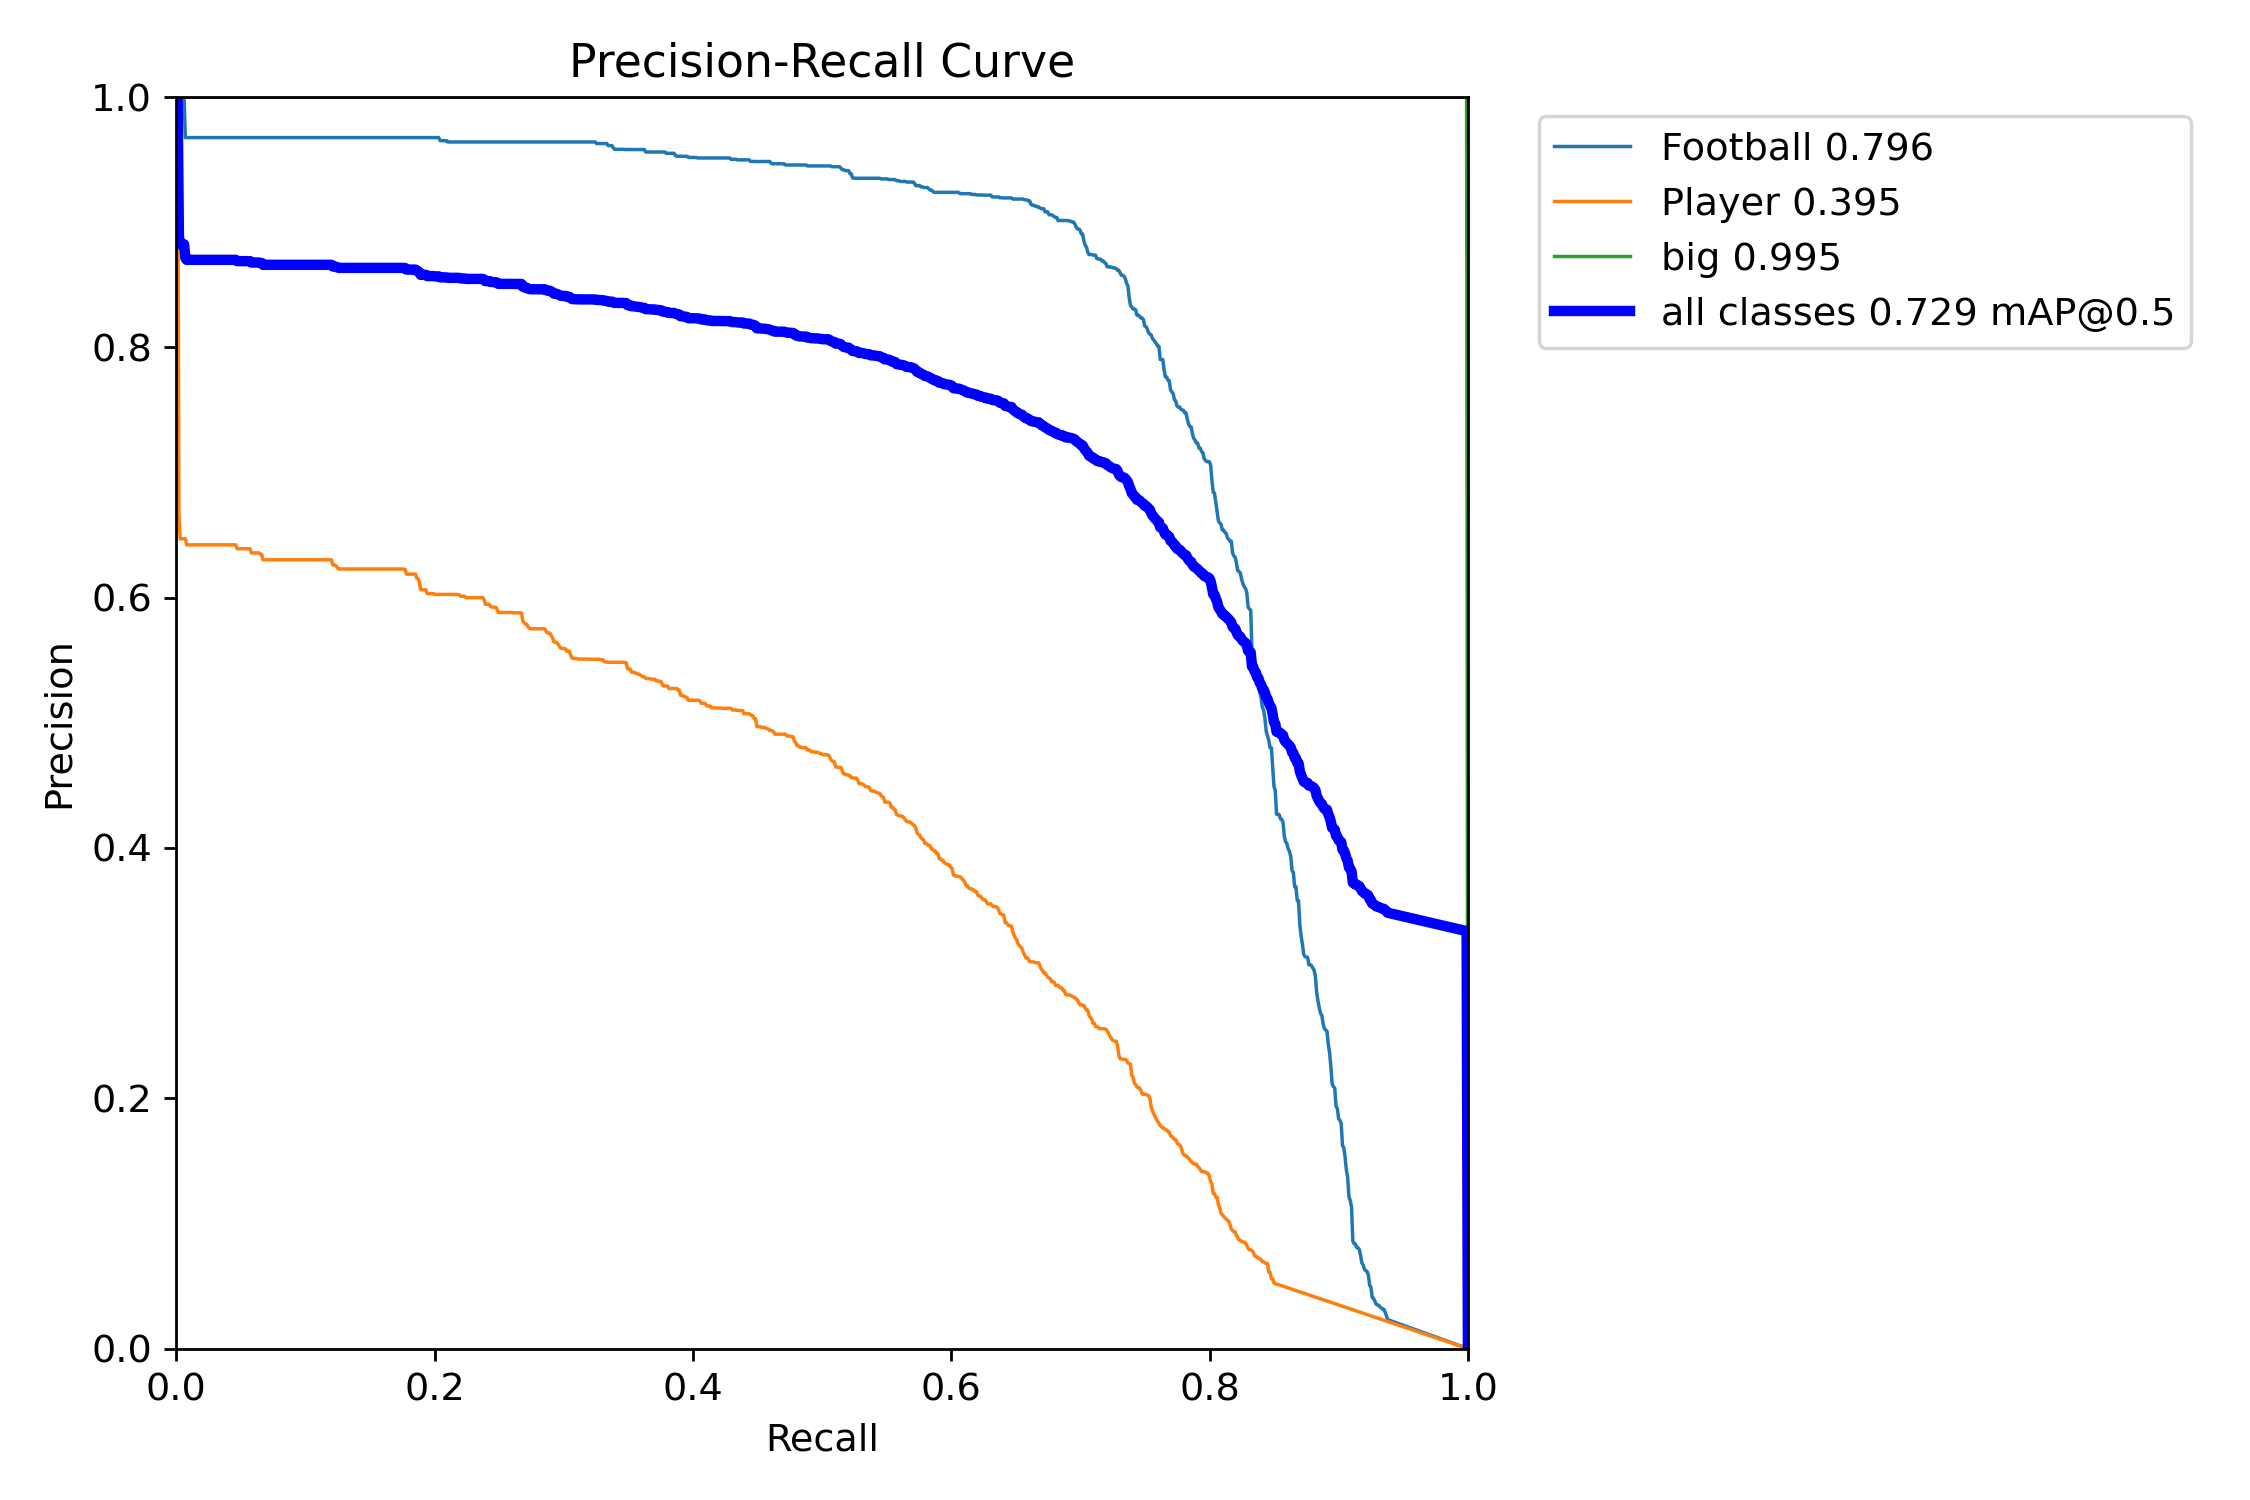 Precision-Recall Curve
1.0
0.8
0.6
0.4
0.2
0.0
Precision
0.0 0.2 0.4 0.6 0.8 1.0
Recall
Football 0.796
Player 0.395
big 0.995
all classes 0.729 mAP@0.5